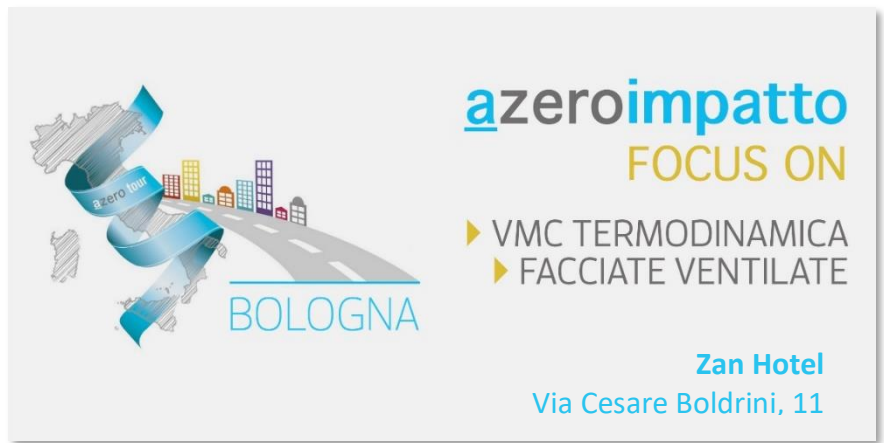 azero tour
BOLOGNA
azeroimpatto
FOCUS ON
VMC TERMODINAMICA
FACCIATE VENTILATE
Zan Hotel
Via Cesare Boldrini, 11